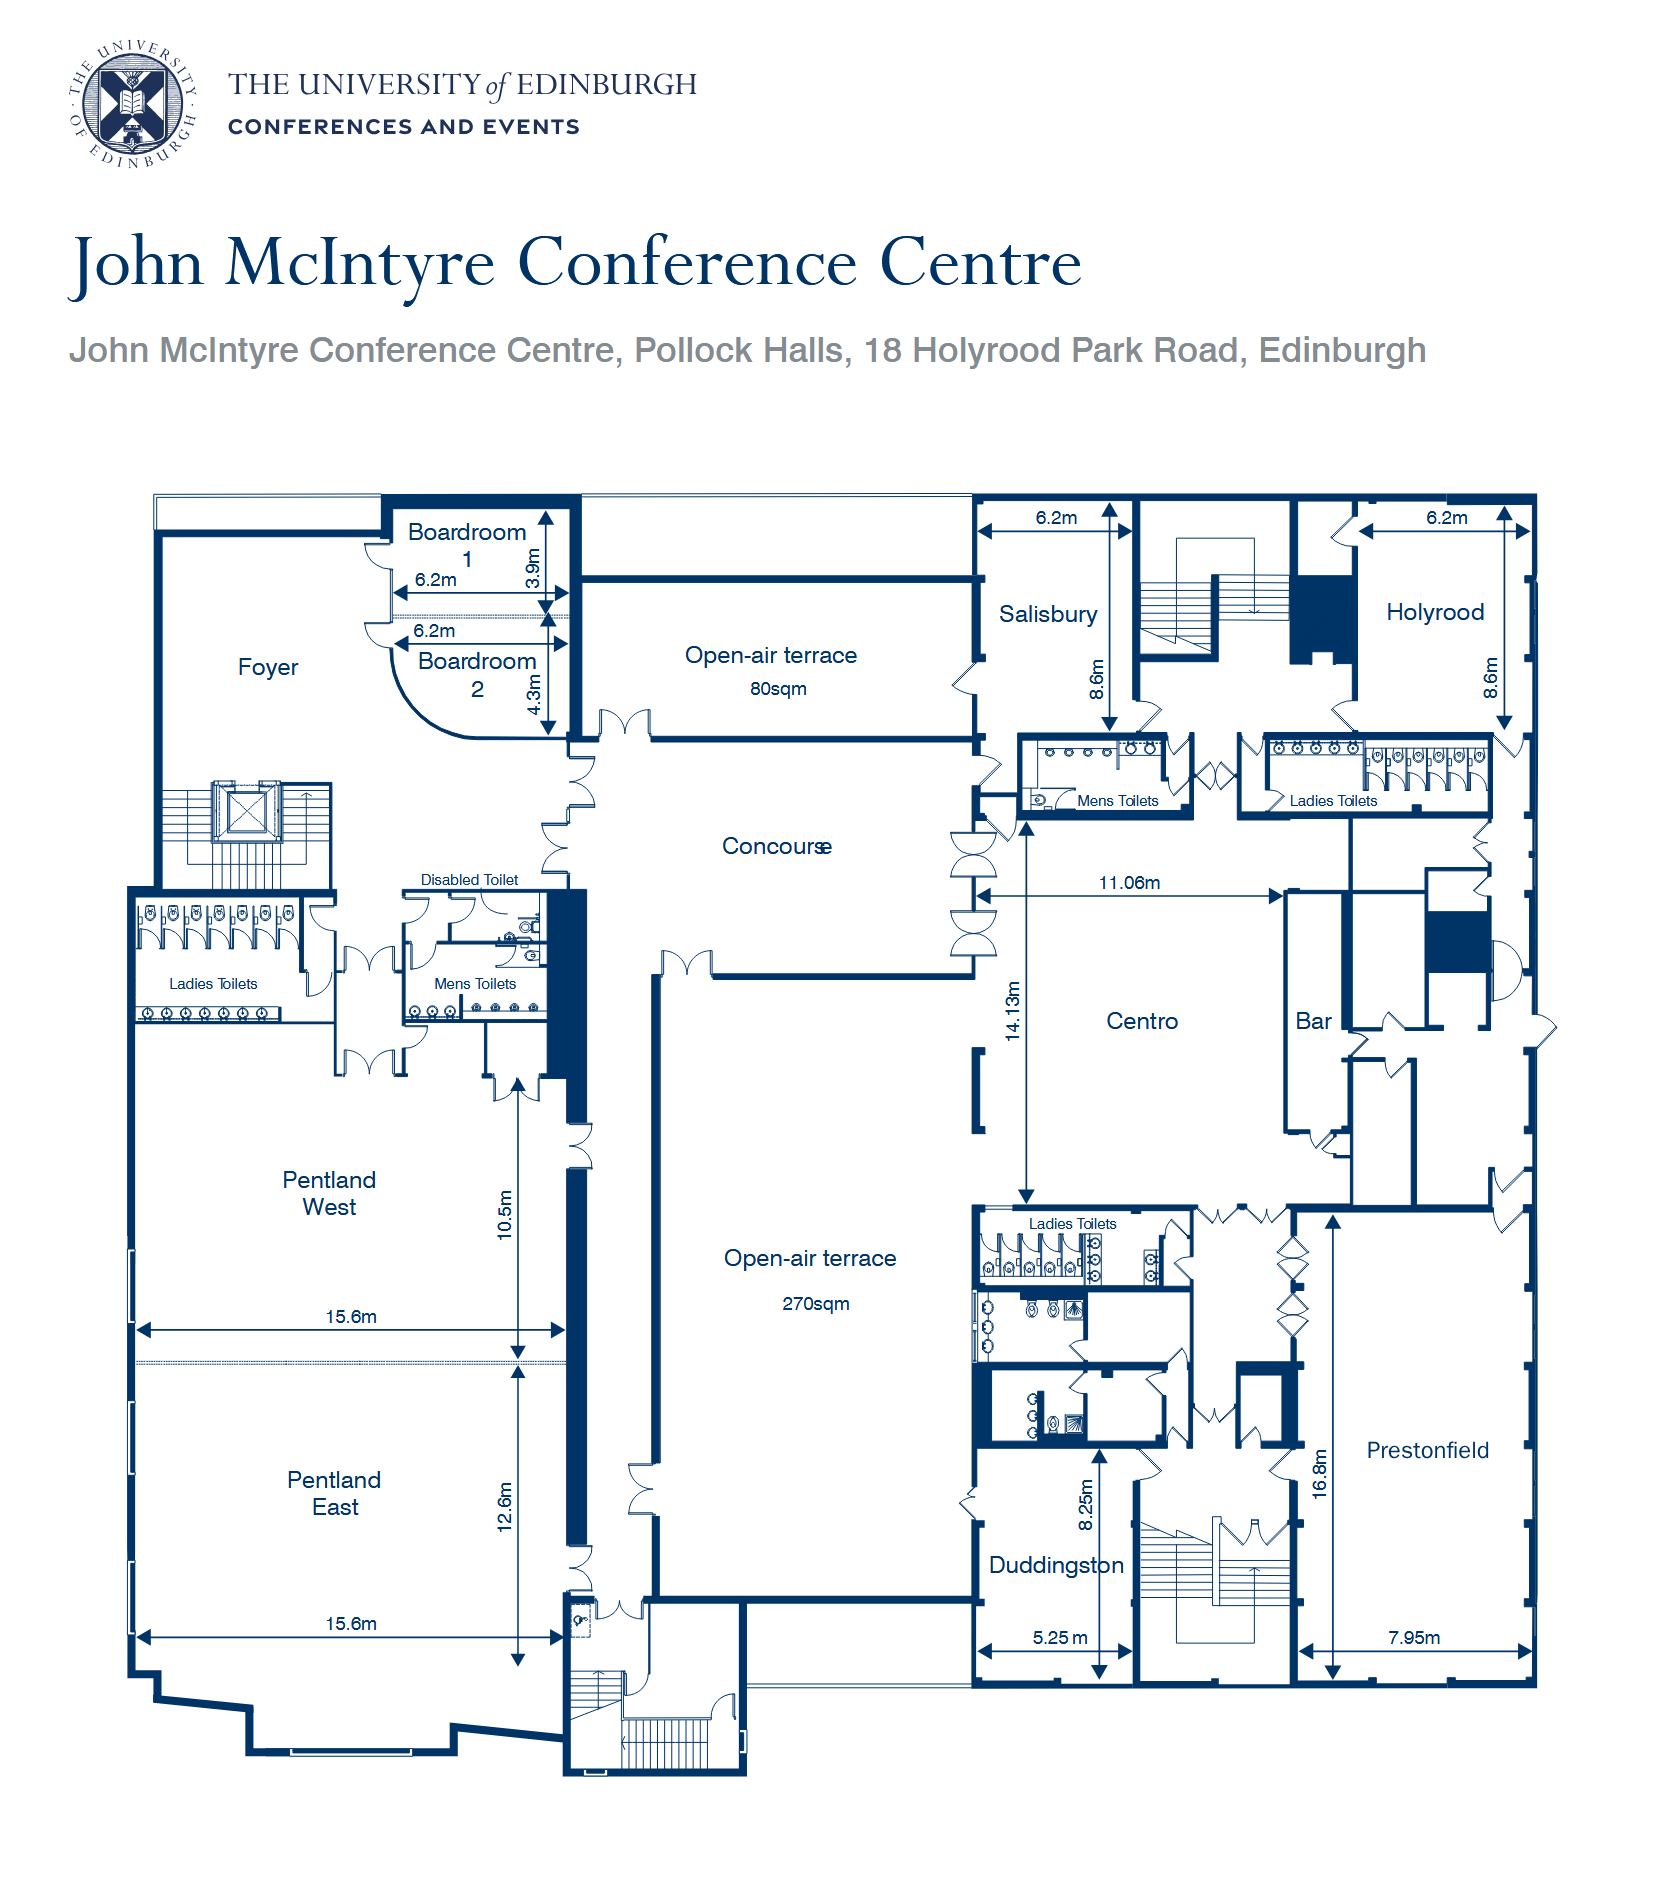 THE UNIVERSITY OF EDINBURGH
THE UNIVERSITY of EDINBURGH
CONFERENCES AND EVENTS
John McIntyre Conference Centre
John McIntyre Conference Centre, Pollock Halls, 18 Holyrood Park Road, Edinburgh
Boardroom
1
6.2m
3.9m
6.2m
Boardroom
2
4.3m
Foyer
Open-air terrace
80sqm
6.2m
Salisbury
8.6m
6.2m
Holyrood
8.6m
Mens Toilets
Ladies Toilets
Concourse
Disabled Toilet
Ladies Toilets
Mens Toilets
11.06m
14.13m
Centro
Bar
Pentland
West
10.5m
15.6m
Open-air terrace
270sqm
Ladies Toilets
Pentland
East
12.6m
15.6m
8.25m
Duddingston
5.25 m
Prestonfield
16.8m
7.95m